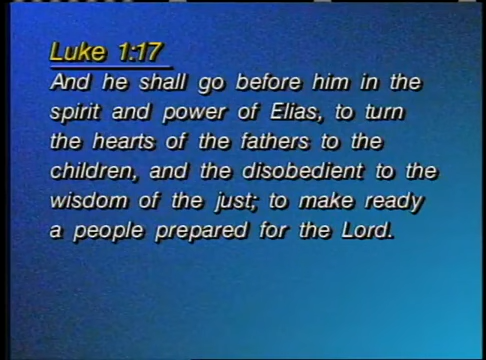 Luke 1:17
And he shall go before him in the
spirit and power of Elias, to turn
the hearts of the fathers to the
children, and the disobedient to the
wisdom of the just; to make ready
a people prepared for the Lord.